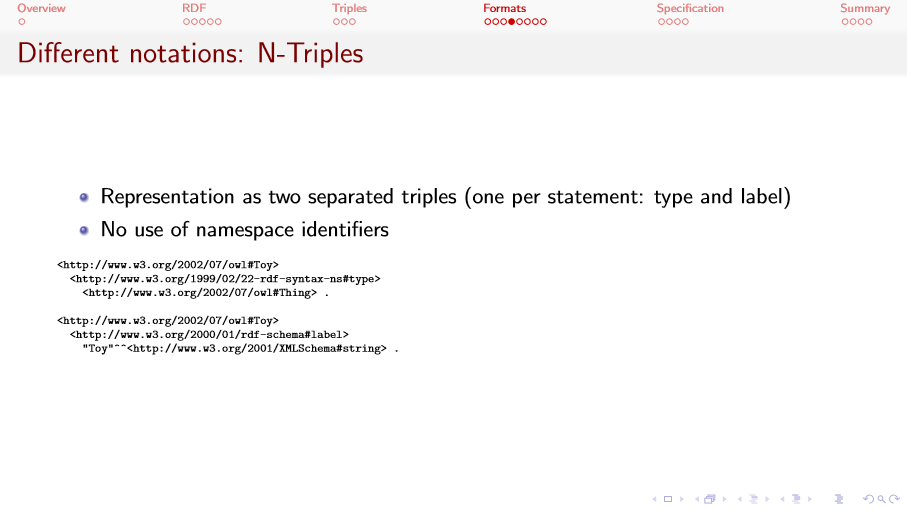 Overview RDF Triples Formats Specification Summary
Different notations: N-Triples
Representation as two separated triples (one per statement: type and label)
No use of namespace identifiers
<http://www.w3.org/2002/07/owl#Toy>
<http://www.w3.org/1999/02/22-rdf-syntax-ns#type>
<http://www.w3.org/2002/07/owl#Thing> .
<http://www.w3.org/2002/07/owl#Toy>
<http://www.w3.org/2000/01/rdf-schema#label>
"Toy"^^<http://www.w3.org/2001/XMLSchema#string> .